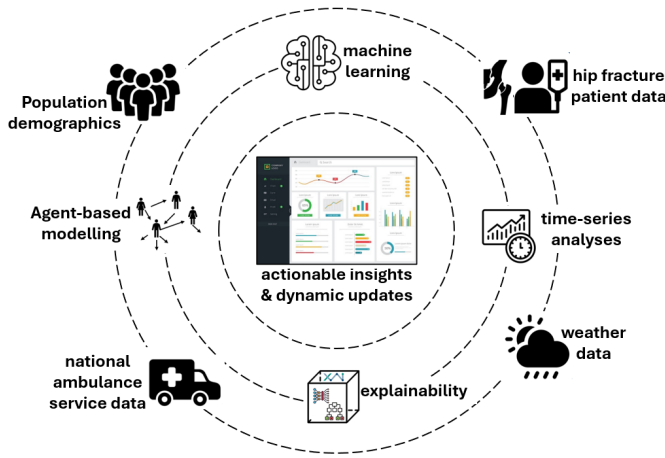 machine
learning
hip fracture
patient data
Population
demographics
Agent-based
modelling
time-series
analyses
actionable insights
& dynamic updates
weather
data
national
ambulance
service data
explainability